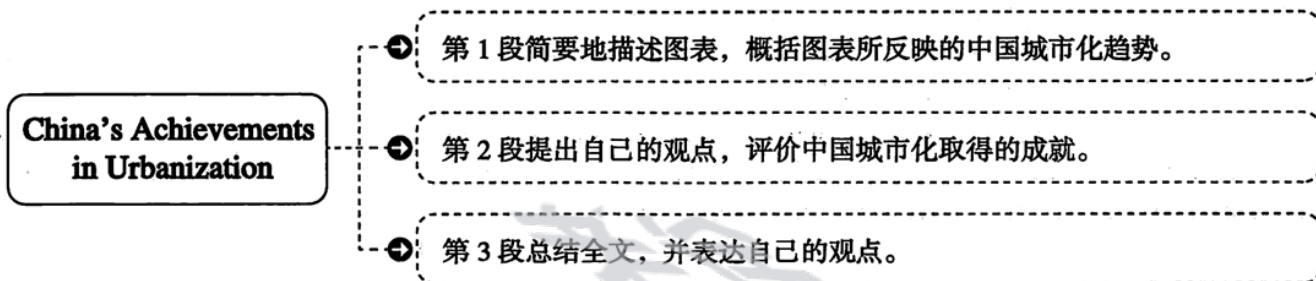 第 1 段简要地描述图表，概括图表所反映的中国城市化趋势。
China's Achievements
in Urbanization
第 2 段提出自己的观点，评价中国城市化取得的成就。
第 3 段总结全文，并表达自己的观点。